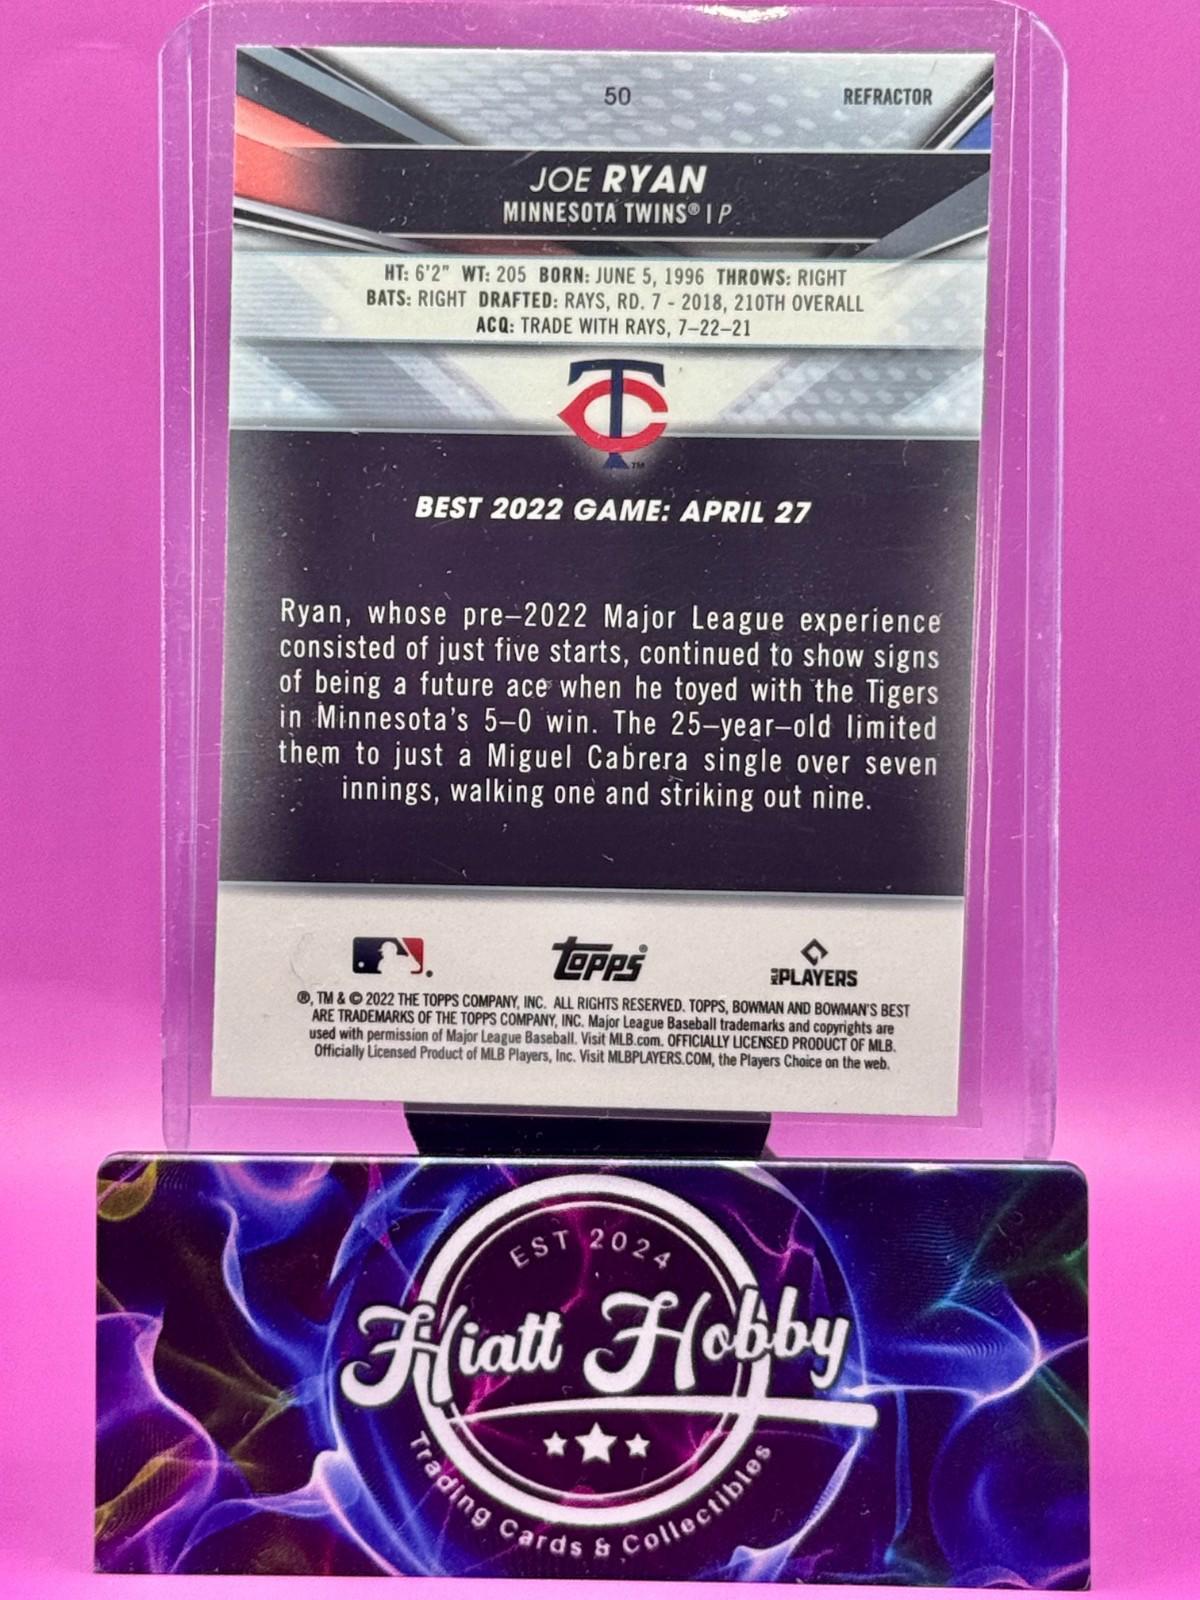 50 REFRACTOR
JOE RYAN
MINNESOTA TWINS® | P
HT: 6'2" WT: 205 BORN: JUNE 5, 1996 THROWS: RIGHT
BATS: RIGHT DRAFTED: RAYS, RD. 7 - 2018, 210TH OVERALL
ACQ: TRADE WITH RAYS, 7–22–21
TC
TM
BEST 2022 GAME: APRIL 27
Ryan, whose pre–2022 Major League experience
consisted of just five starts, continued to show signs
of being a future ace when he toyed with the Tigers
in Minnesota's 5–0 win. The 25–year–old limited
them to just a Miguel Cabrera single over seven
innings, walking one and striking out nine.
Topps® MLB PLAYERS
®, TM & © 2022 THE TOPPS COMPANY, INC. ALL RIGHTS RESERVED. TOPPS, BOWMAN AND BOWMAN'S BEST
ARE TRADEMARKS OF THE TOPPS COMPANY, INC. Major League Baseball trademarks and copyrights are
used with permission of Major League Baseball. Visit MLB.com. OFFICIALLY LICENSED PRODUCT OF MLB.
Officially Licensed Product of MLB Players, Inc. Visit MLBPLAYERS.COM, the Players Choice on the web.
EST 2024
Hiatt Hobby
Trading Cards & Collectibles